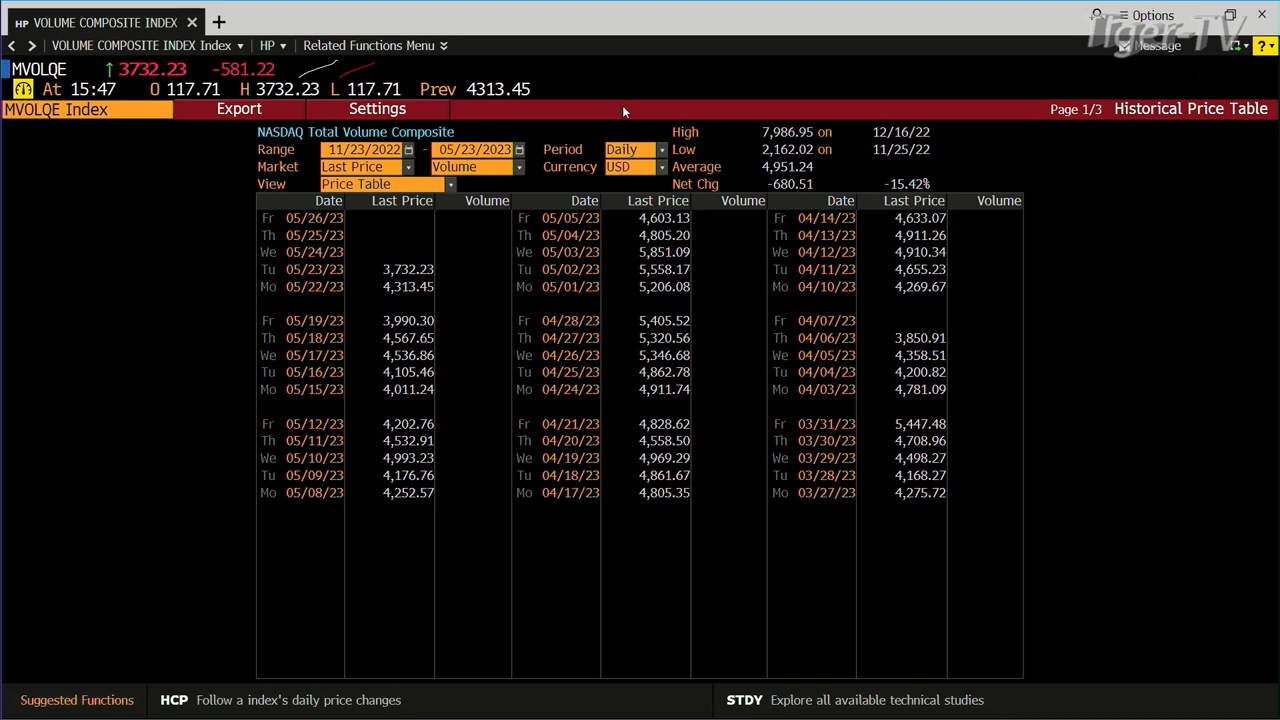 HP VOLUME COMPOSITE INDEX × +
Options
Tiger-TV
VOLUME COMPOSITE INDEX Index HP Related Functions Menu Message ?
MVOLQE ↑ 3732.23 -581.22
At 15:47 O 117.71 H 3732.23 L 117.71 Prev 4313.45
MVOLQE Index Export Settings Page 1/3 Historical Price Table
NASDAQ Total Volume Composite High 7,986.95 on 12/16/22
Range 11/23/2022 - 05/23/2023 Period Daily Low 2,162.02 on 11/25/22
Market Last Price Volume Currency USD Average 4,951.24
View Price Table Net Chg -680.51 -15.42%
Date Last Price Volume Date Last Price Volume Date Last Price Volume
Fr 05/26/23 Fr 05/05/23 4,603.13 Fr 04/14/23 4,633.07
Th 05/25/23 Th 05/04/23 4,805.20 Th 04/13/23 4,911.26
We 05/24/23 We 05/03/23 5,851.09 We 04/12/23 4,910.34
Tu 05/23/23 3,732.23 Tu 05/02/23 5,558.17 Tu 04/11/23 4,655.23
Mo 05/22/23 4,313.45 Mo 05/01/23 5,206.08 Mo 04/10/23 4,269.67
Fr 05/19/23 3,990.30 Fr 04/28/23 5,405.52 Fr 04/07/23
Th 05/18/23 4,567.65 Th 04/27/23 5,320.56 Th 04/06/23 3,850.91
We 05/17/23 4,536.86 We 04/26/23 5,346.68 We 04/05/23 4,358.51
Tu 05/16/23 4,105.46 Tu 04/25/23 4,862.78 Tu 04/04/23 4,200.82
Mo 05/15/23 4,011.24 Mo 04/24/23 4,911.74 Mo 04/03/23 4,781.09
Fr 05/12/23 4,202.76 Fr 04/21/23 4,828.62 Fr 03/31/23 5,447.48
Th 05/11/23 4,532.91 Th 04/20/23 4,558.50 Th 03/30/23 4,708.96
We 05/10/23 4,993.23 We 04/19/23 4,969.29 We 03/29/23 4,498.27
Tu 05/09/23 4,176.76 Tu 04/18/23 4,861.67 Tu 03/28/23 4,168.27
Mo 05/08/23 4,252.57 Mo 04/17/23 4,805.35 Mo 03/27/23 4,275.72
Suggested Functions HCP Follow a index's daily price changes STDY Explore all available technical studies